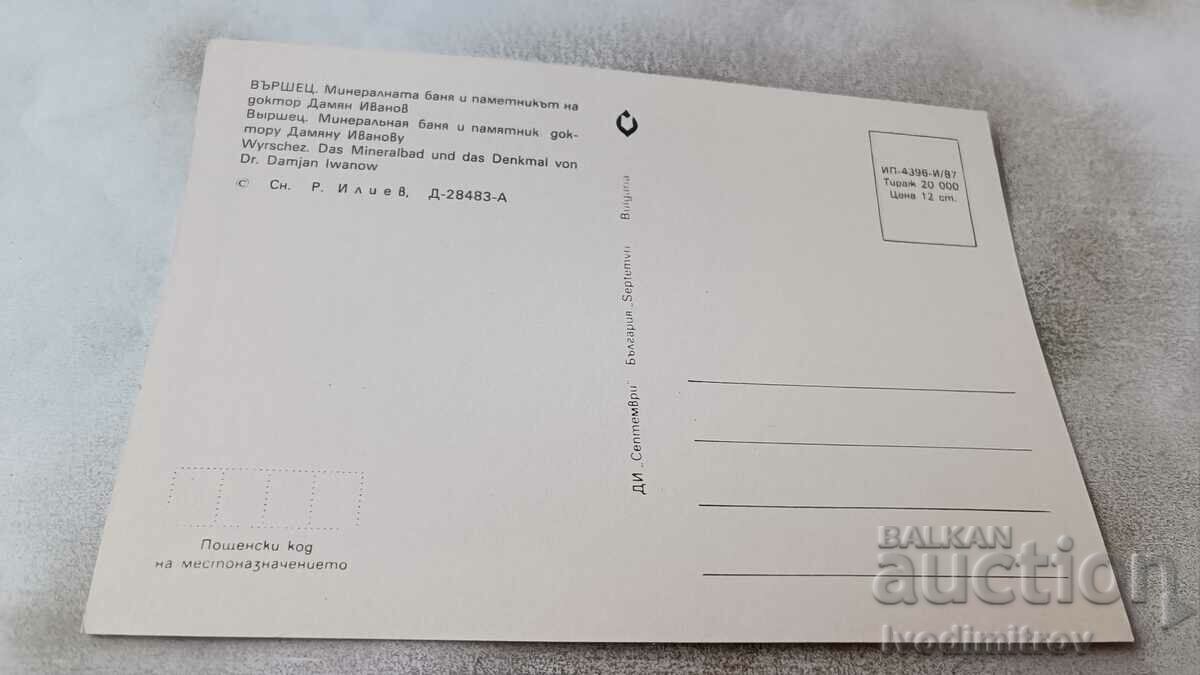 ВЪРШЕЦ. Минералната баня и паметникът на
доктор Дамян Иванов
Выршец. Минеральная баня и памятник док-
тору Дамяну Иванову
Wyrschez. Das Mineralbad und das Denkmal von
Dr. Damjan Iwanow
© Сн. Р. Илиев, Д-28483-А
ДИ „Септември" България „Septemvri Bulgaria
ИП-4396-И/87
Тираж 20 000
Цена 12 ст.
Пощенски код
на местоназначението
BALKAN
auction
Ivodimitrov